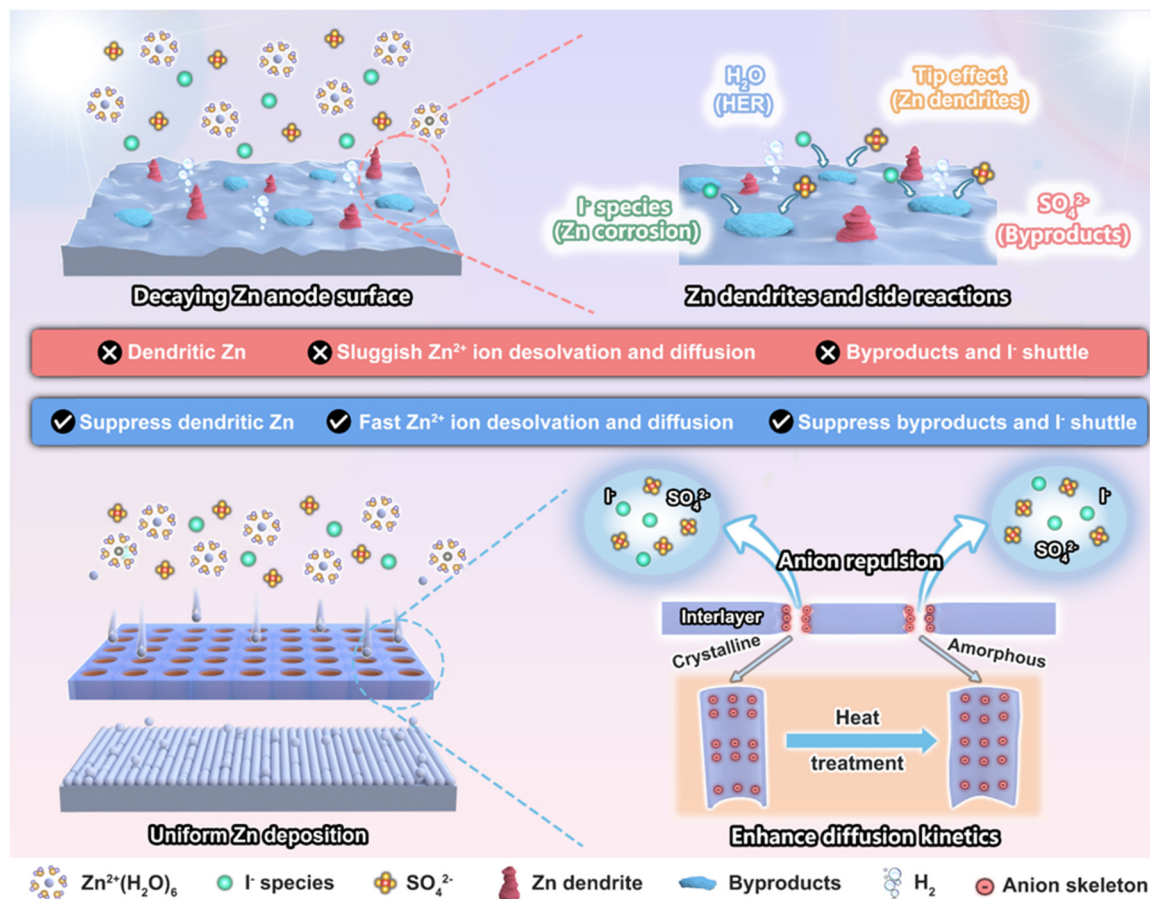 H₂O
(HER)
Tip effect
(Zn dendrites)
I⁻ species
(Zn corrosion)
SO₄²⁻
(Byproducts)
Decaying Zn anode surface
Zn dendrites and side reactions
Dendritic Zn
Sluggish Zn²⁺ ion desolvation and diffusion
Byproducts and I⁻ shuttle
Suppress dendritic Zn
Fast Zn²⁺ ion desolvation and diffusion
Suppress byproducts and I⁻ shuttle
I⁻
SO₄²⁻
I⁻
SO₄²⁻
Anion repulsion
Interlayer
Crystalline
Amorphous
Heat
treatment
Uniform Zn deposition
Enhance diffusion kinetics
Zn²⁺(H₂O)₆
I⁻ species
SO₄²⁻
Zn dendrite
Byproducts
H₂
Anion skeleton